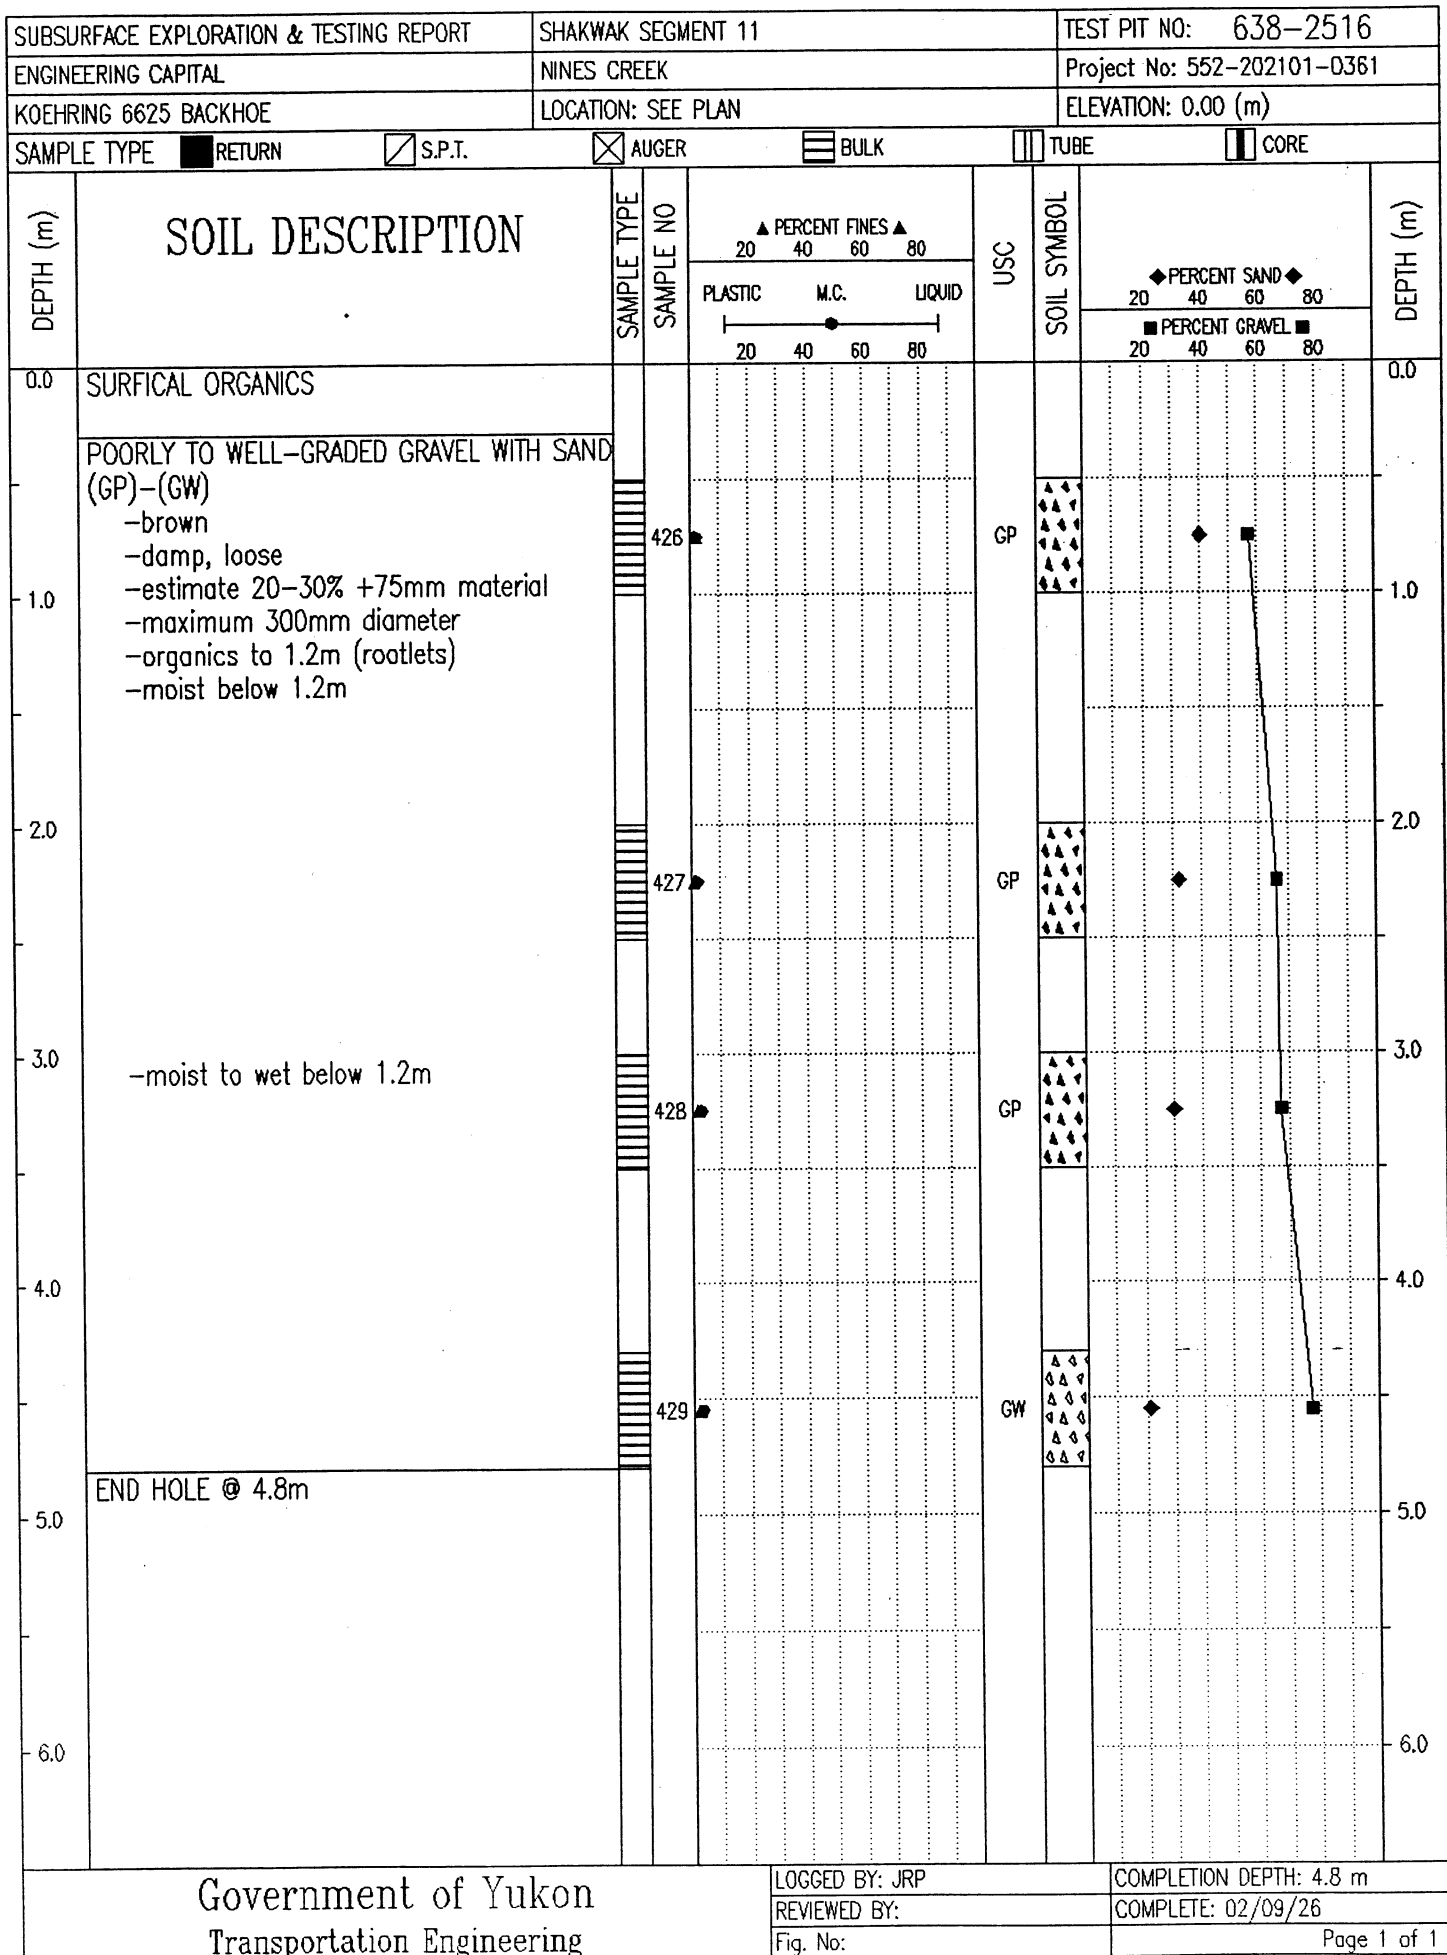 SUBSURFACE EXPLORATION & TESTING REPORT
SHAKWAK SEGMENT 11
TEST PIT NO: 638-2516
ENGINEERING CAPITAL
NINES CREEK
Project No: 552-202101-0361
KOEHRING 6625 BACKHOE
LOCATION: SEE PLAN
ELEVATION: 0.00 (m)
SAMPLE TYPE
RETURN
S.P.T.
AUGER
BULK
TUBE
CORE
DEPTH (m)
SOIL DESCRIPTION
SAMPLE TYPE
SAMPLE NO
▲ PERCENT FINES ▲
20 40 60 80
PLASTIC M.C. LIQUID
20 40 60 80
USC
SOIL SYMBOL
◆PERCENT SAND◆
20 40 60 80
■ PERCENT GRAVEL ■
20 40 60 80
DEPTH (m)
0.0
SURFICAL ORGANICS
0.0
POORLY TO WELL-GRADED GRAVEL WITH SAND
(GP)-(GW)
-brown
426
GP
-damp, loose
-estimate 20-30% +75mm material
1.0
1.0
-maximum 300mm diameter
-organics to 1.2m (rootlets)
-moist below 1.2m
2.0
2.0
427
GP
3.0
3.0
-moist to wet below 1.2m
428
GP
4.0
4.0
429
GW
END HOLE @ 4.8m
5.0
5.0
6.0
6.0
Government of Yukon
Transportation Engineering
LOGGED BY: JRP
COMPLETION DEPTH: 4.8 m
REVIEWED BY:
COMPLETE: 02/09/26
Fig. No:
Page 1 of 1